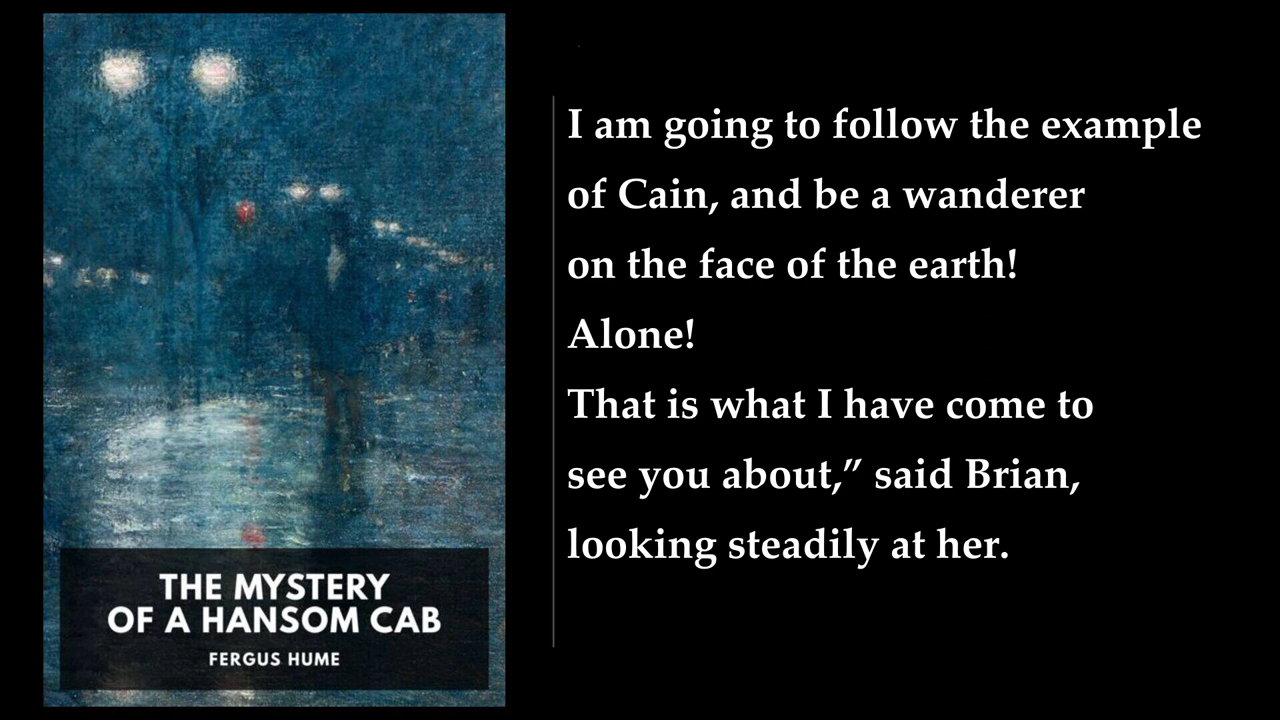 I am going to follow the example
of Cain, and be a wanderer
on the face of the earth!
Alone!
That is what I have come to
see you about,” said Brian,
looking steadily at her.
THE MYSTERY
OF A HANSOM CAB
FERGUS HUME